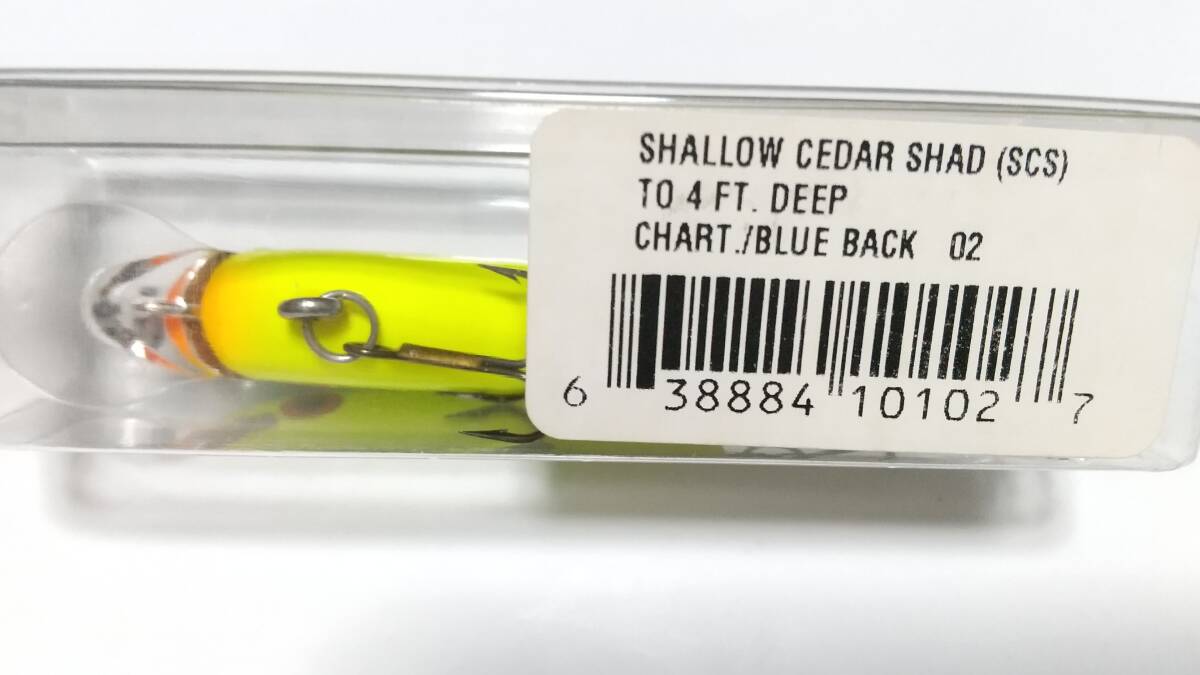 SHALLOW CEDAR SHAD (SCS)
TO 4 FT. DEEP
CHART./BLUE BACK 02
6 38884 10102 7